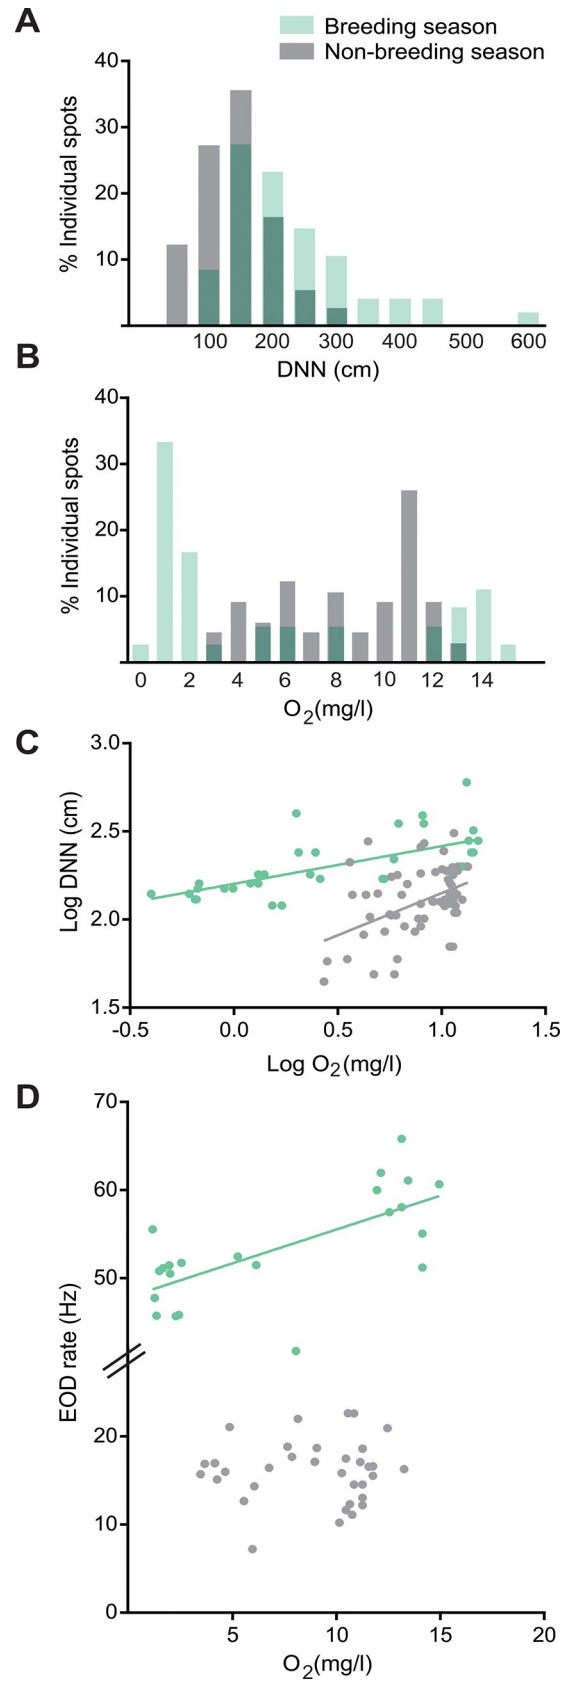 A
Breeding season
Non-breeding season
40
30
20
10
% Individual spots
100 200 300 400 500 600
DNN (cm)
B
40
30
20
10
% Individual spots
0 2 4 6 8 10 12 14
O2(mg/l)
C
3.0
2.5
2.0
1.5
Log DNN (cm)
-0.5 0.0 0.5 1.0 1.5
Log O2(mg/l)
D
70
60
50
20
10
0
EOD rate (Hz)
5 10 15 20
O2(mg/l)